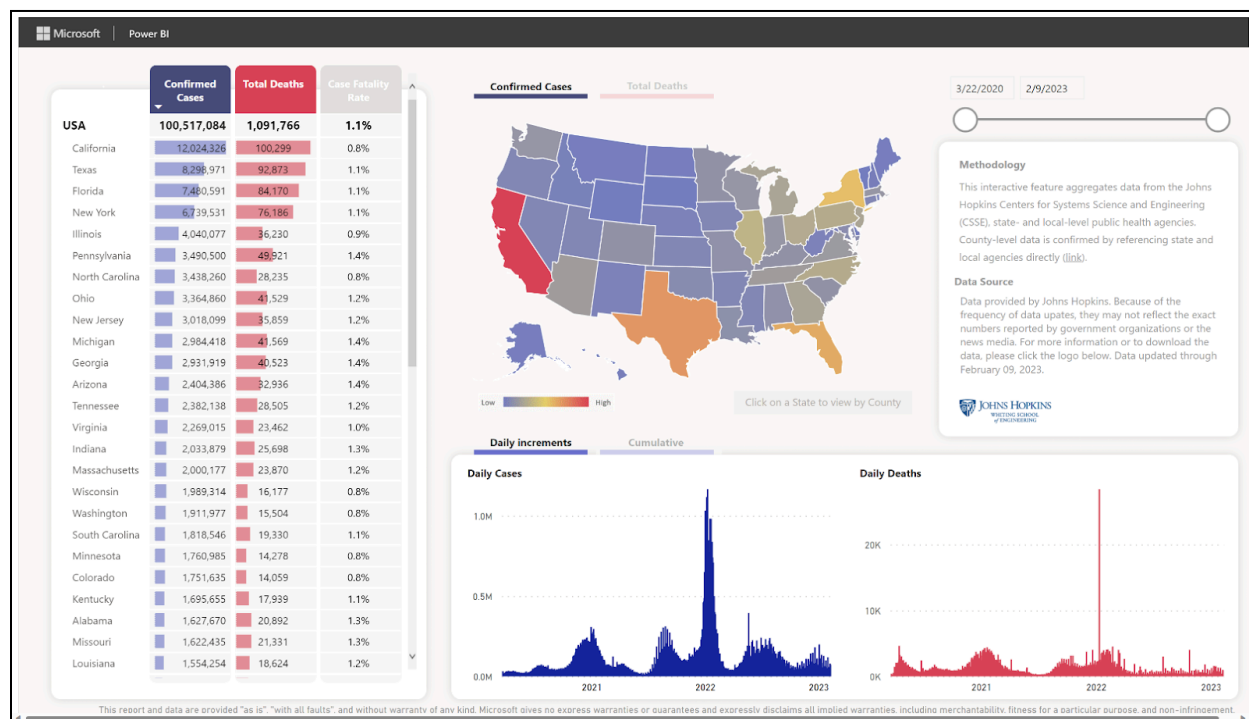 Microsoft Power BI
Confirmed Cases Total Deaths Case Fatality Rate
USA 100,517,084 1,091,766 1.1%
California 12,024,326 100,299 0.8%
Texas 8,298,971 92,873 1.1%
Florida 7,480,591 84,170 1.1%
New York 6,739,531 76,186 1.1%
Illinois 4,040,077 36,230 0.9%
Pennsylvania 3,490,500 49,921 1.4%
North Carolina 3,438,260 28,235 0.8%
Ohio 3,364,860 41,529 1.2%
New Jersey 3,018,099 35,859 1.2%
Michigan 2,984,418 41,569 1.4%
Georgia 2,931,919 40,523 1.4%
Arizona 2,404,386 32,936 1.4%
Tennessee 2,382,138 28,505 1.2%
Virginia 2,269,015 23,462 1.0%
Indiana 2,033,879 25,698 1.3%
Massachusetts 2,000,177 23,870 1.2%
Wisconsin 1,989,314 16,177 0.8%
Washington 1,911,977 15,504 0.8%
South Carolina 1,818,546 19,330 1.1%
Minnesota 1,760,985 14,278 0.8%
Colorado 1,751,635 14,059 0.8%
Kentucky 1,695,655 17,939 1.1%
Alabama 1,627,670 20,892 1.3%
Missouri 1,622,435 21,331 1.3%
Louisiana 1,554,254 18,624 1.2%
Confirmed Cases Total Deaths
Low High
Click on a State to view by County
3/22/2020 2/9/2023
Methodology
This interactive feature aggregates data from the Johns
Hopkins Centers for Systems Science and Engineering
(CSSE), state- and local-level public health agencies.
County-level data is confirmed by referencing state and
local agencies directly (link).
Data Source
Data provided by Johns Hopkins. Because of the
frequency of data upates, they may not reflect the exact
numbers reported by government organizations or the
news media. For more information or to download the
data, please click the logo below. Data updated through
February 09, 2023.
JOHNS HOPKINS
WHITING SCHOOL
of ENGINEERING
Daily increments Cumulative
Daily Cases
1.0M
0.5M
0.0M
2021 2022 2023
Daily Deaths
20K
10K
0K
2021 2022 2023
This report and data are provided "as is", "with all faults", and without warranty of any kind. Microsoft gives no express warranties or guarantees and expressly disclaims all implied warranties, including merchantability, fitness for a particular purpose, and non-infringement.